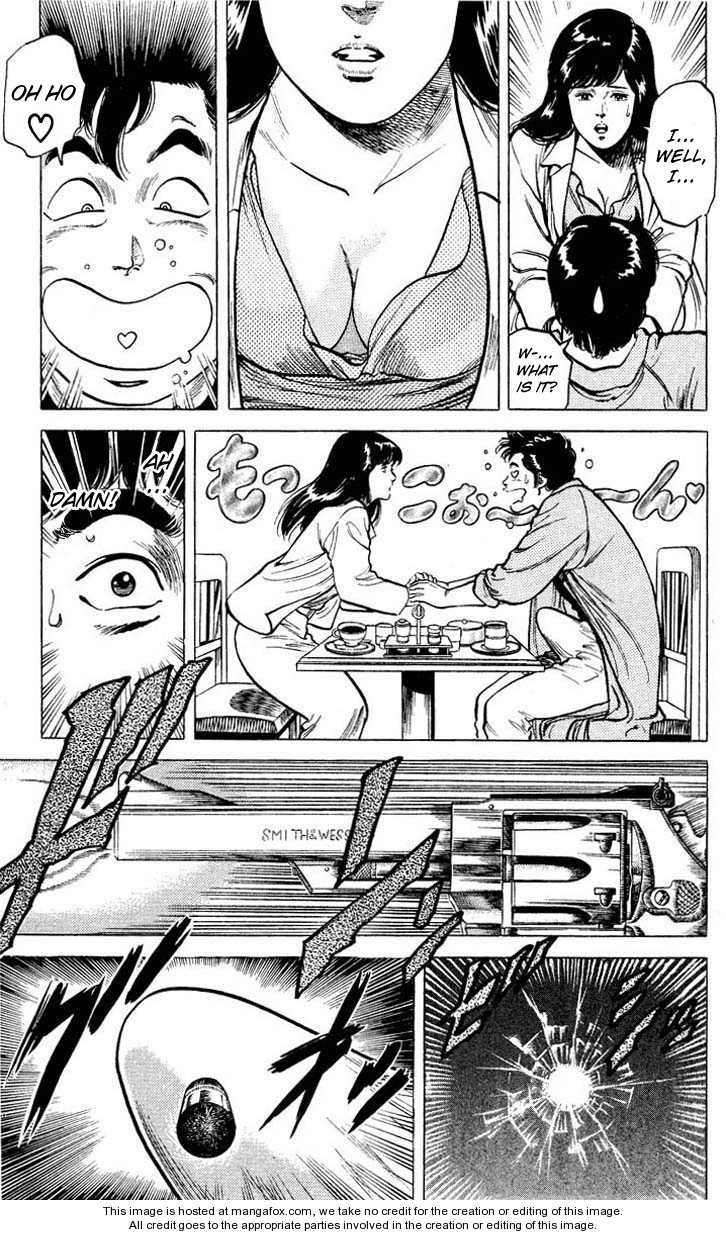 I...
WELL,
I...
W-...
WHAT
IS IT?
OH HO
♡
もっこお〜〜ん♡
AH
...
DAMN!
SMITH&WESS
This image is hosted at mangafox.com, we take no credit for the creation or editing of this image.
All credit goes to the appropriate parties involved in the creation or editing of this image.